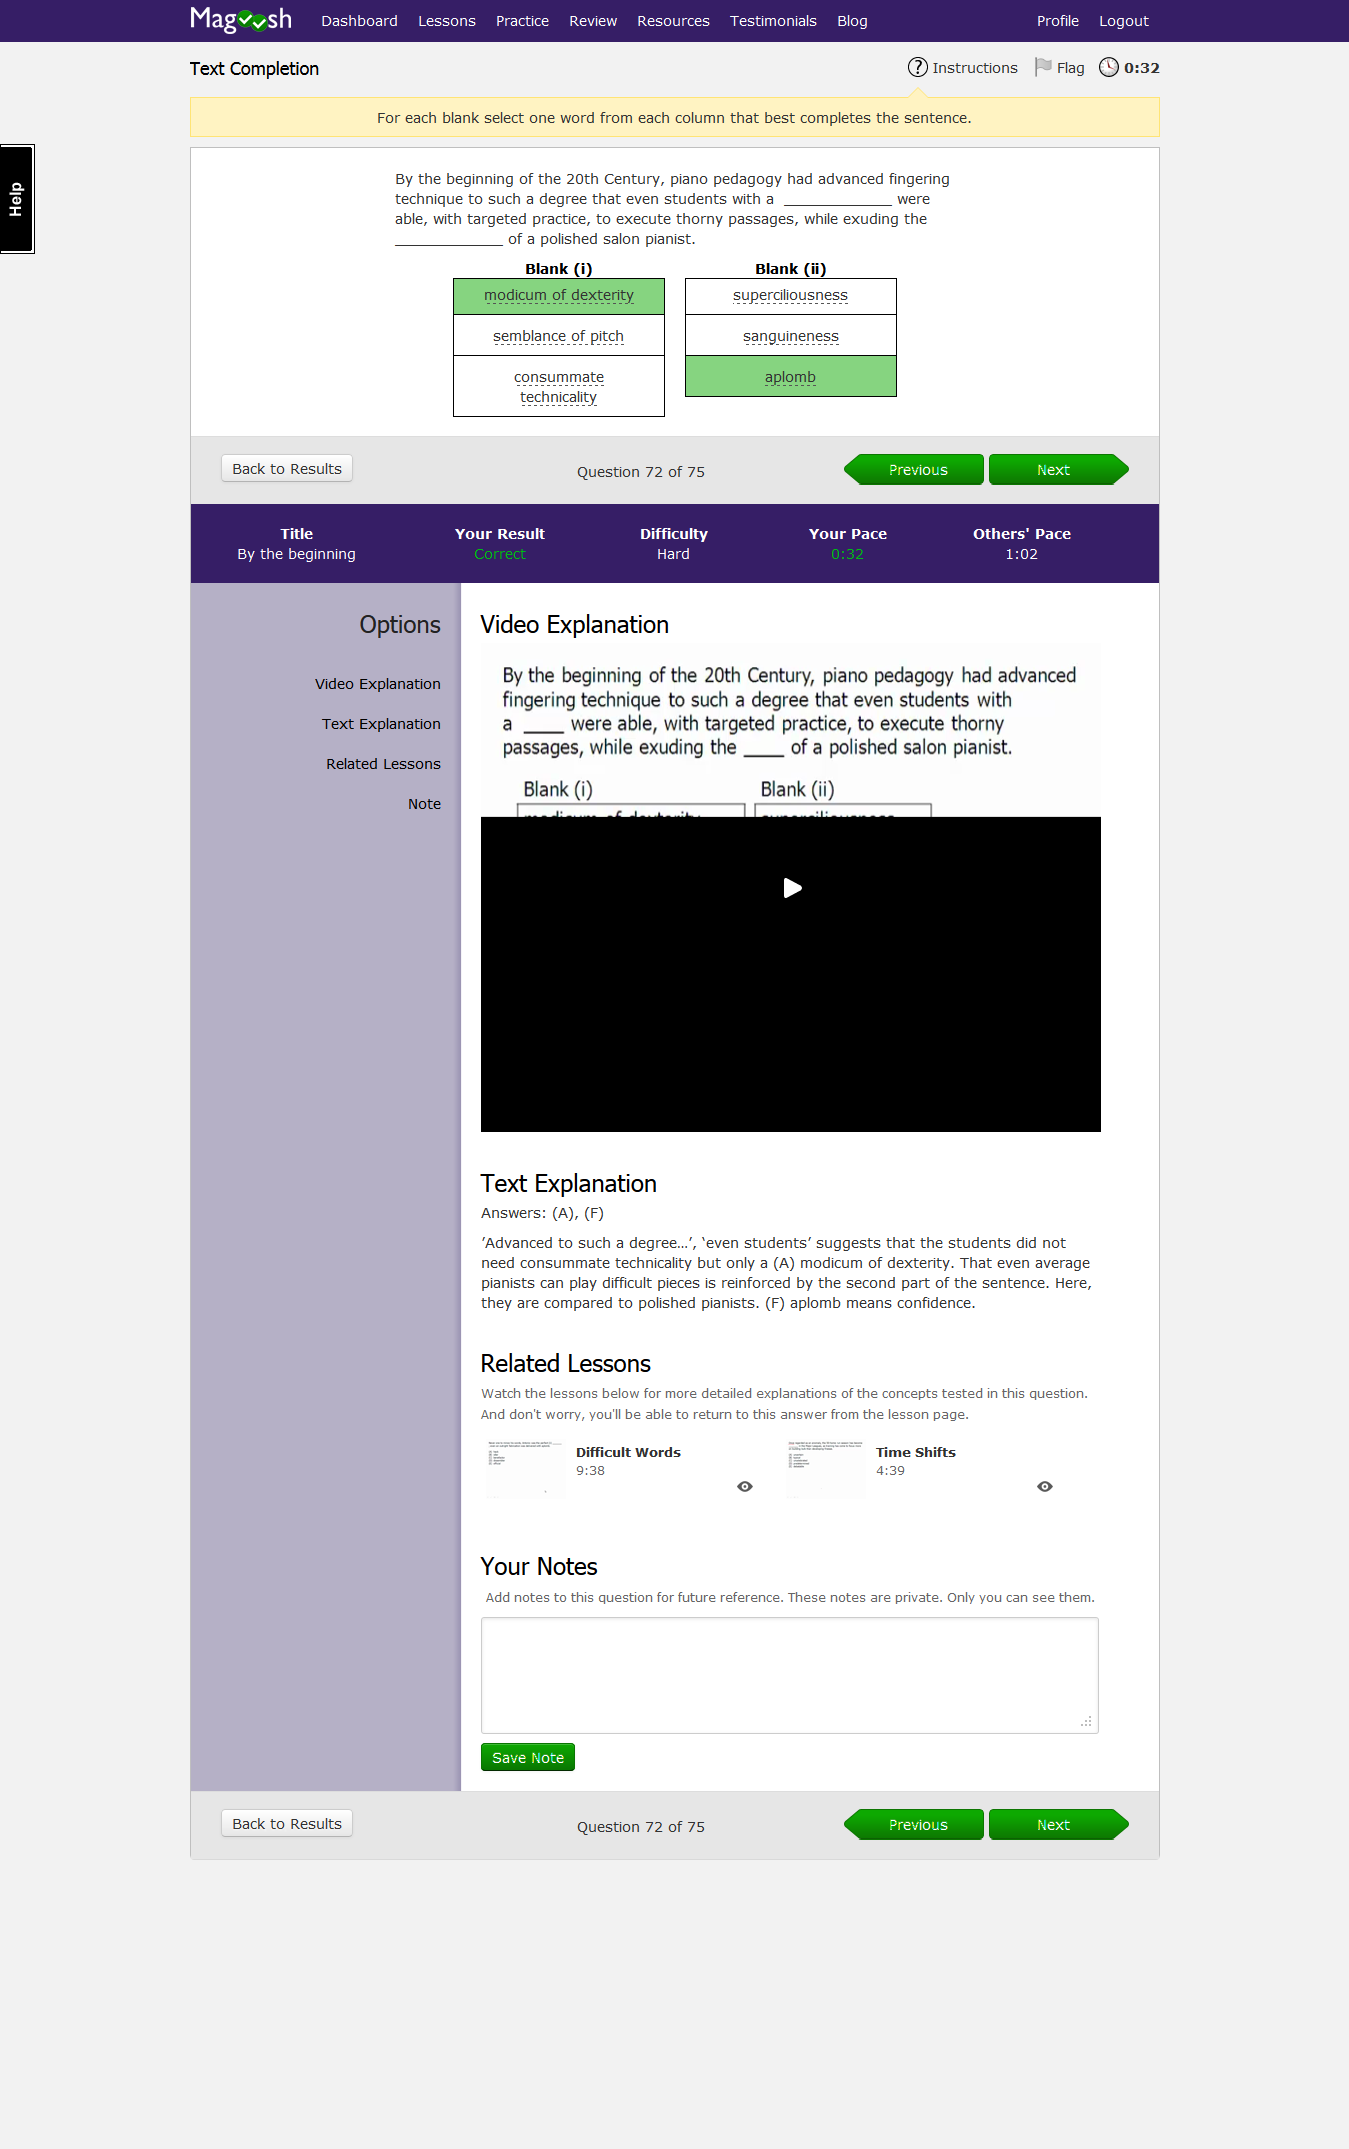 Magoosh Dashboard Lessons Practice Review Resources Testimonials Blog Profile Logout
Text Completion
? Instructions Flag 0:32
For each blank select one word from each column that best completes the sentence.
Help
By the beginning of the 20th Century, piano pedagogy had advanced fingering
technique to such a degree that even students with a ____________ were
able, with targeted practice, to execute thorny passages, while exuding the
____________ of a polished salon pianist.
Blank (i) Blank (ii)
modicum of dexterity superciliousness
semblance of pitch sanguineness
consummate
technicality
aplomb
Back to Results Question 72 of 75 Previous Next
Title Your Result Difficulty Your Pace Others' Pace
By the beginning Correct Hard 0:32 1:02
Options
Video Explanation
Text Explanation
Related Lessons
Note
Video Explanation
By the beginning of the 20th Century, piano pedagogy had advanced
fingering technique to such a degree that even students with
a ____ were able, with targeted practice, to execute thorny
passages, while exuding the ____ of a polished salon pianist.
Blank (i) Blank (ii)
modicum of dexterity superciliousness
Text Explanation
Answers: (A), (F)
’Advanced to such a degree…’, ‘even students’ suggests that the students did not
need consummate technicality but only a (A) modicum of dexterity. That even average
pianists can play difficult pieces is reinforced by the second part of the sentence. Here,
they are compared to polished pianists. (F) aplomb means confidence.
Related Lessons
Watch the lessons below for more detailed explanations of the concepts tested in this question.
And don't worry, you'll be able to return to this answer from the lesson page.
Difficult Words
9:38
Time Shifts
4:39
Your Notes
Add notes to this question for future reference. These notes are private. Only you can see them.
Save Note
Back to Results Question 72 of 75 Previous Next